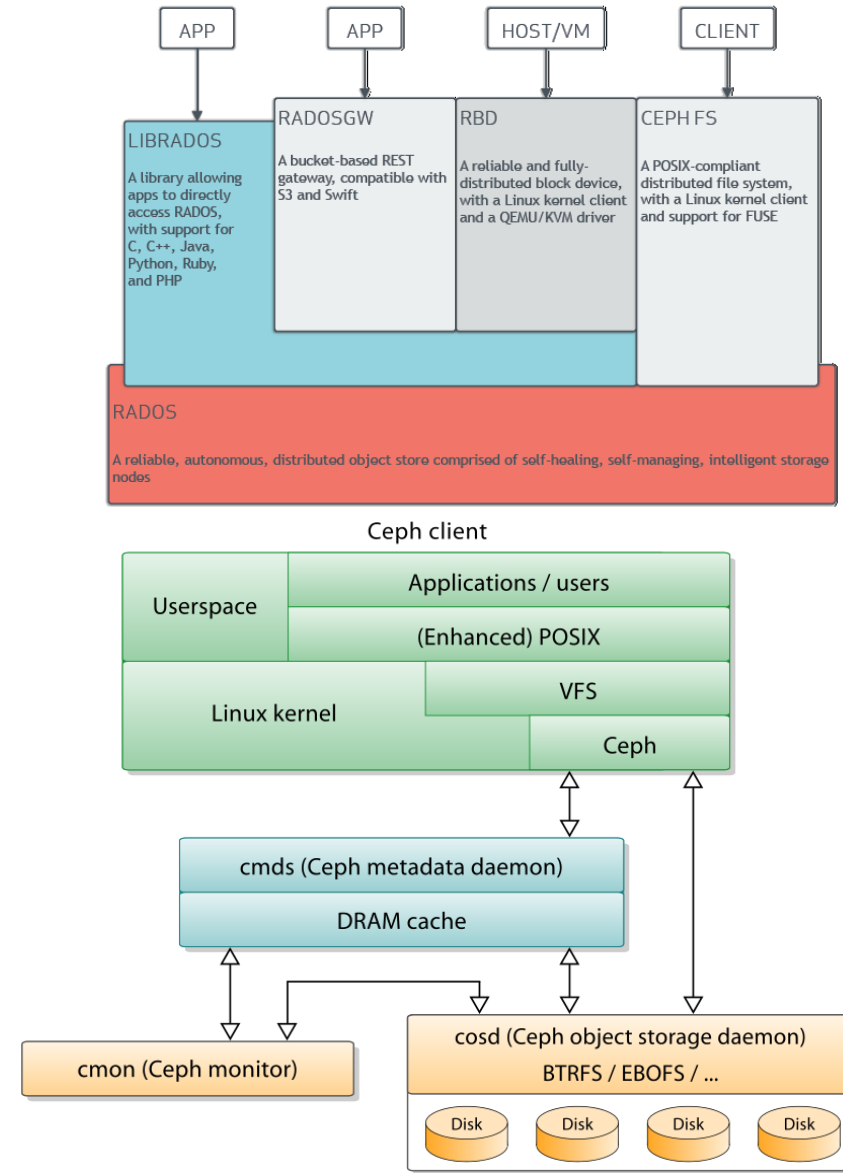 APP
APP
HOST/VM
CLIENT
LIBRADOS
A library allowing
apps to directly
access RADOS,
with support for
C, C++, Java,
Python, Ruby,
and PHP
RADOSGW
A bucket-based REST
gateway, compatible with
S3 and Swift
RBD
A reliable and fully-
distributed block device,
with a Linux kernel client
and a QEMU/KVM driver
CEPH FS
A POSIX-compliant
distributed file system,
with a Linux kernel client
and support for FUSE
RADOS
A reliable, autonomous, distributed object store comprised of self-healing, self-managing, intelligent storage
nodes
Ceph client
Userspace
Applications / users
(Enhanced) POSIX
Linux kernel
VFS
Ceph
cmds (Ceph metadata daemon)
DRAM cache
cmon (Ceph monitor)
cosd (Ceph object storage daemon)
BTRFS / EBOFS / ...
Disk
Disk
Disk
Disk